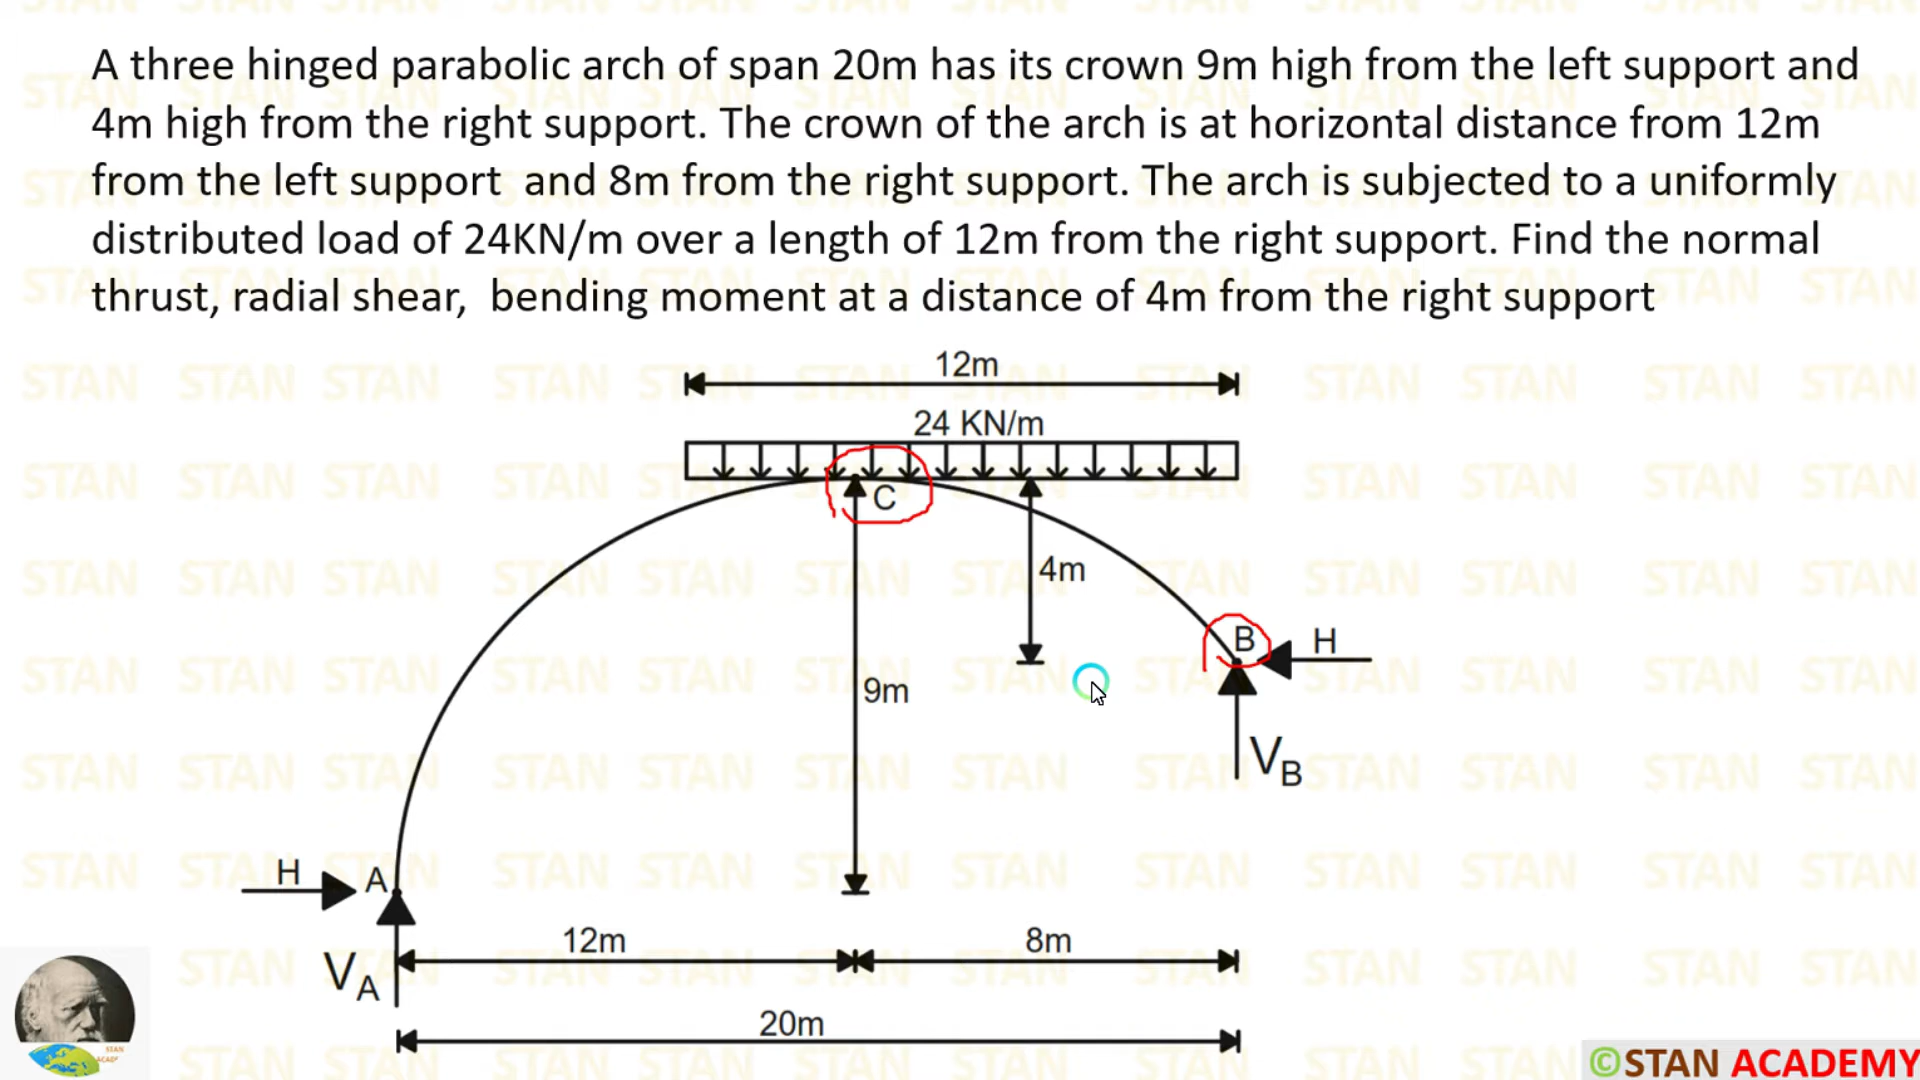 A three hinged parabolic arch of span 20m has its crown 9m high from the left support and
4m high from the right support. The crown of the arch is at horizontal distance from 12m
from the left support and 8m from the right support. The arch is subjected to a uniformly
distributed load of 24KN/m over a length of 12m from the right support. Find the normal
thrust, radial shear, bending moment at a distance of 4m from the right support
12m
24 KN/m
C
4m
B
H
9m
VB
H
A
12m
8m
VA
20m
STAN
ACADEMY
©STAN ACADEMY